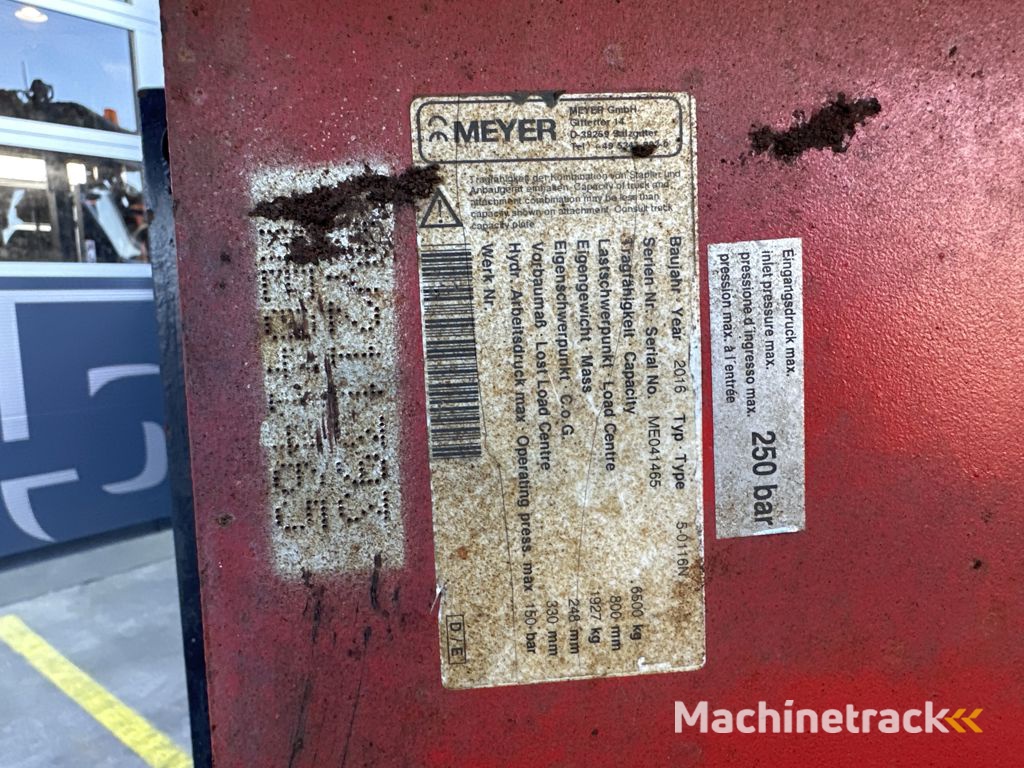 MEYER
MEYER GmbH
Gitterтor 14
D-38259 Salzgitter
Tel
Tragfähigkeit der Kombination von Stapler und
Anbaugerät einhalten. Capacity of truck and
attachment combination may be less than
capacity shown on attachment. Consult truck
capacity plate
Baujahr · Year 2016 Typ · Type 5-0116N
Serien Nr. · Serial No. ME041465
Tragfähigkeit · Capacity 6500 kg
Lastschwerpunkt · Load Centre 800 mm
Eigengewicht · Mass 1927 kg
Eigenschwerpunkt · C.o.G. 248 mm
Vorbaumaß · Lost Load Centre 330 mm
Hydr. Arbeitsdruck max · Operating press. max 150 bar
Werk Nr.
D / E
Eingangsdruck max.
inlet pressure max.
pressione d'ingresso max.
pression max. à l'entrée
250 bar
Machinetrack